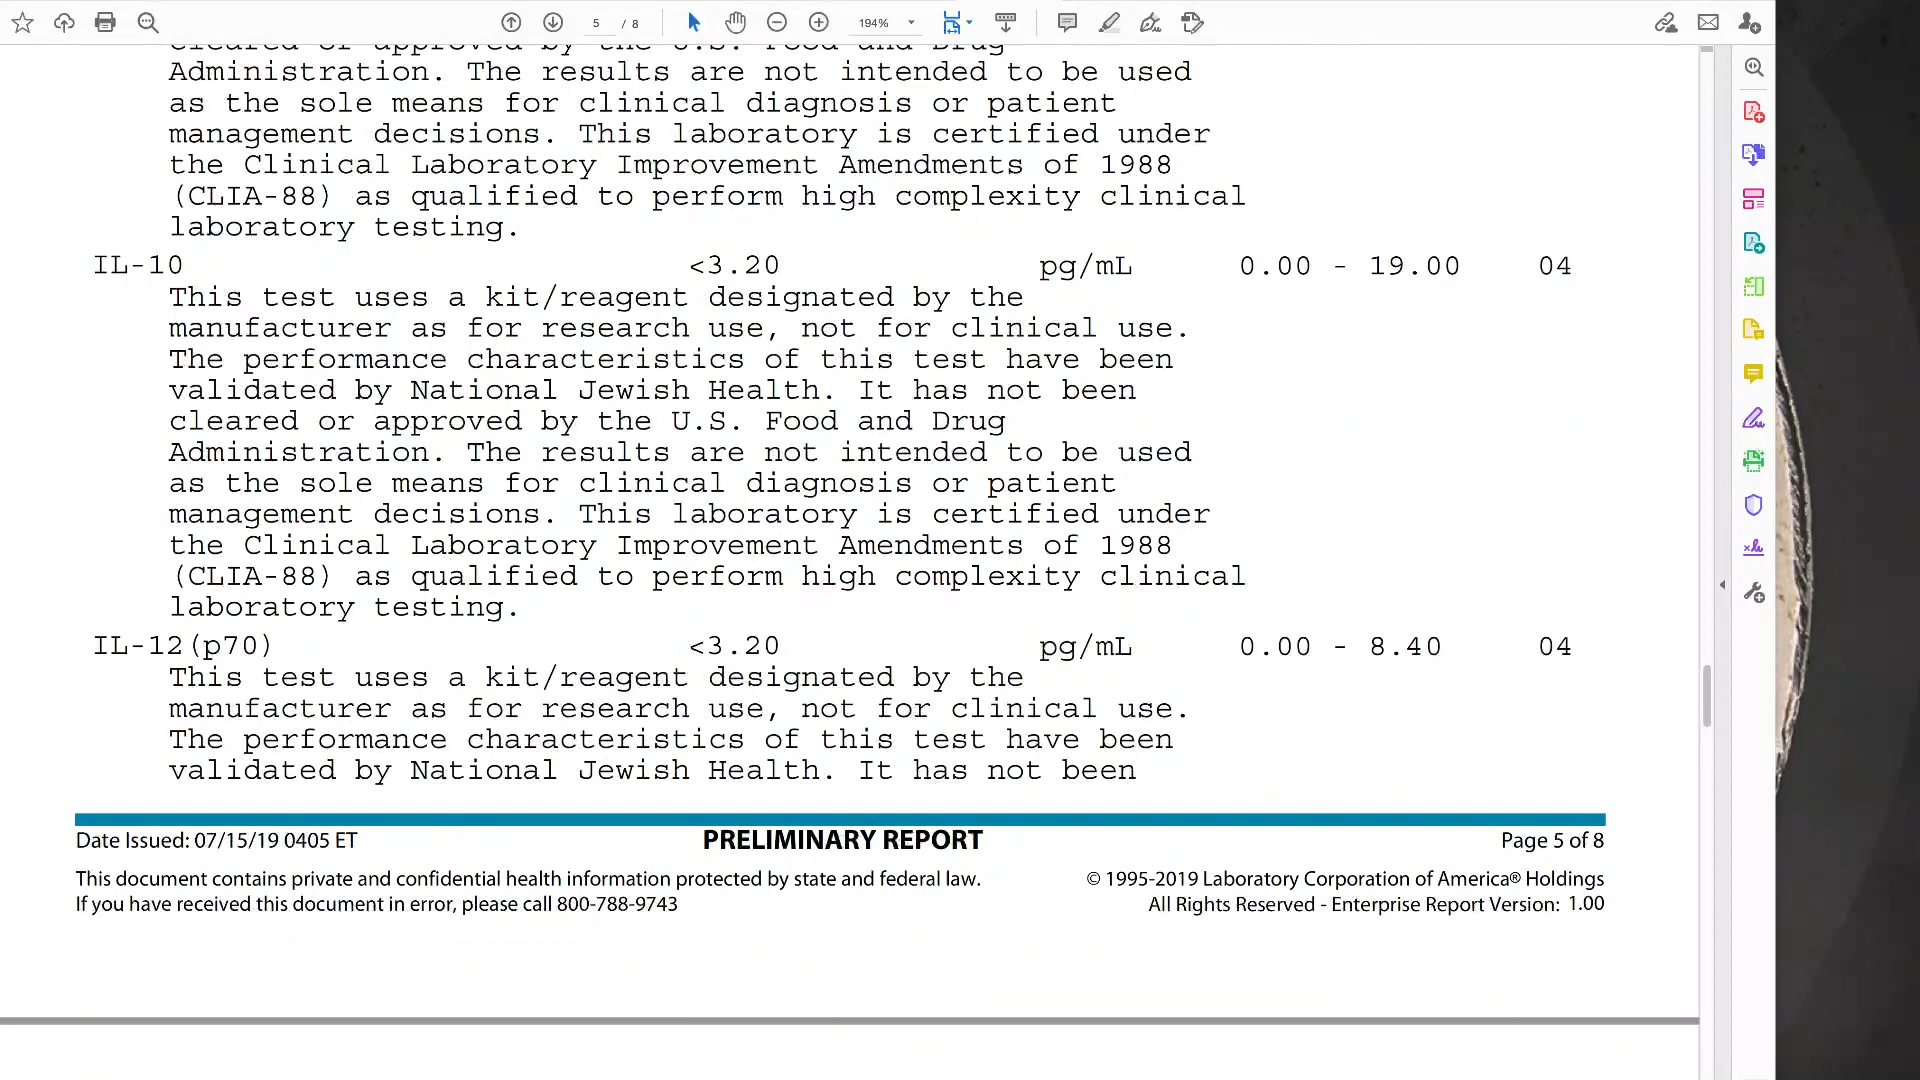 5 / 8 194%
cleared or approved by the U.S. Food and Drug
Administration. The results are not intended to be used
as the sole means for clinical diagnosis or patient
management decisions. This laboratory is certified under
the Clinical Laboratory Improvement Amendments of 1988
(CLIA-88) as qualified to perform high complexity clinical
laboratory testing.
IL-10 <3.20 pg/mL 0.00 - 19.00 04
This test uses a kit/reagent designated by the
manufacturer as for research use, not for clinical use.
The performance characteristics of this test have been
validated by National Jewish Health. It has not been
cleared or approved by the U.S. Food and Drug
Administration. The results are not intended to be used
as the sole means for clinical diagnosis or patient
management decisions. This laboratory is certified under
the Clinical Laboratory Improvement Amendments of 1988
(CLIA-88) as qualified to perform high complexity clinical
laboratory testing.
IL-12(p70) <3.20 pg/mL 0.00 - 8.40 04
This test uses a kit/reagent designated by the
manufacturer as for research use, not for clinical use.
The performance characteristics of this test have been
validated by National Jewish Health. It has not been
Date Issued: 07/15/19 0405 ET PRELIMINARY REPORT Page 5 of 8
This document contains private and confidential health information protected by state and federal law. © 1995-2019 Laboratory Corporation of America® Holdings
If you have received this document in error, please call 800-788-9743 All Rights Reserved - Enterprise Report Version: 1.00